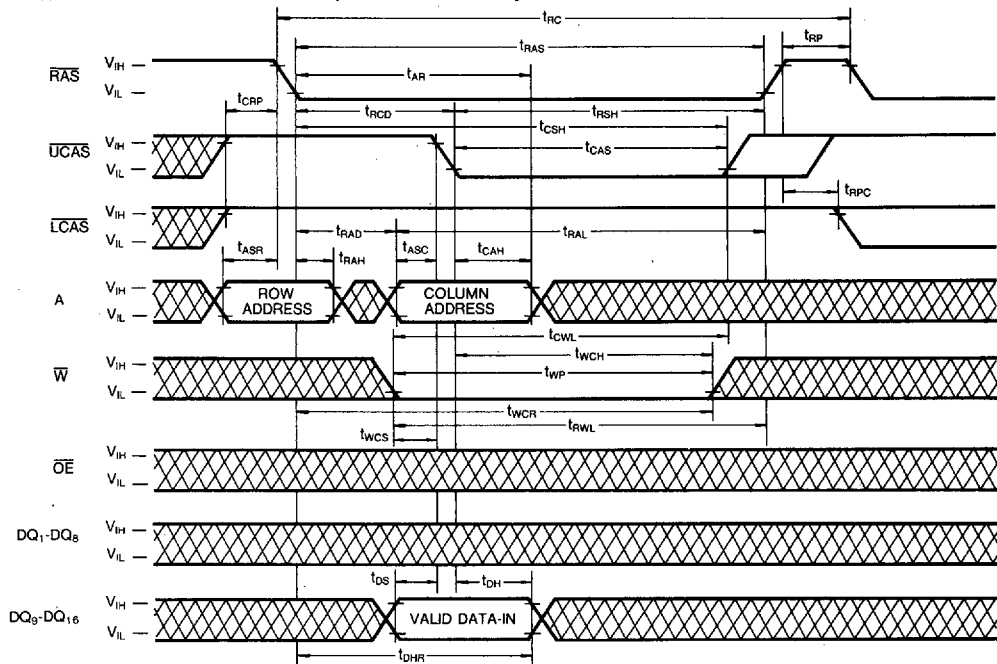 tRC
tRP
tRAS
tAR
RAS
VIH
VIL
tCRP
tRCD
tRSH
tCSH
UCAS
VIH
VIL
tCAS
tRPC
LCAS
VIH
VIL
tRAD
tASC
tRAL
tASR
tRAH
tCAH
A
VIH
VIL
ROW ADDRESS
COLUMN ADDRESS
tCWL
tWCH
W
VIH
VIL
tWP
tWCR
tRWL
tWCS
OE
VIH
VIL
DQ1-DQ8
VIH
VIL
tDS
tDH
DQ9-DQ16
VIH
VIL
VALID DATA-IN
tDHR